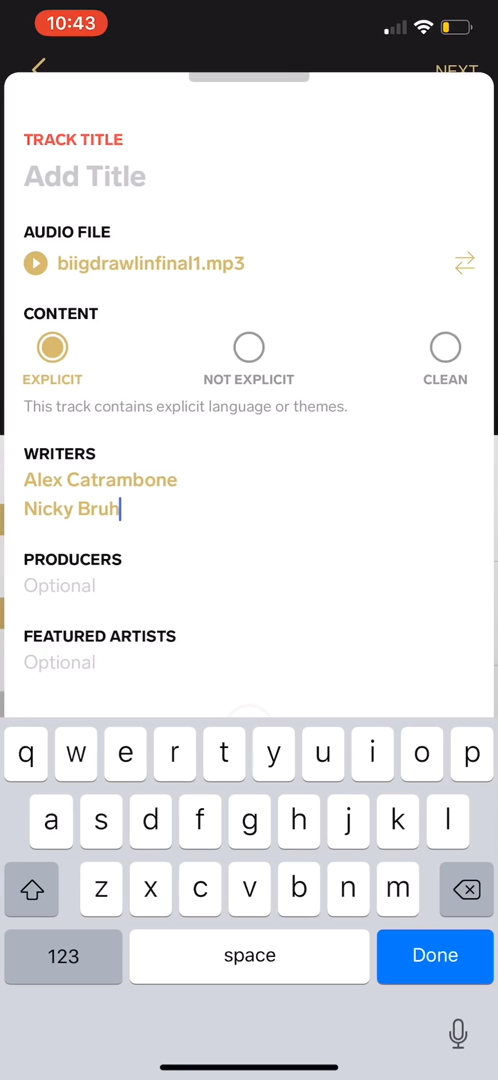 10:43
NEXT
TRACK TITLE
Add Title
AUDIO FILE
biigdrawlinfinal1.mp3
CONTENT
EXPLICIT NOT EXPLICIT CLEAN
This track contains explicit language or themes.
WRITERS
Alex Catrambone
Nicky Bruh
PRODUCERS
Optional
FEATURED ARTISTS
Optional
q w e r t y u i o p
a s d f g h j k l
z x c v b n m
123 space Done